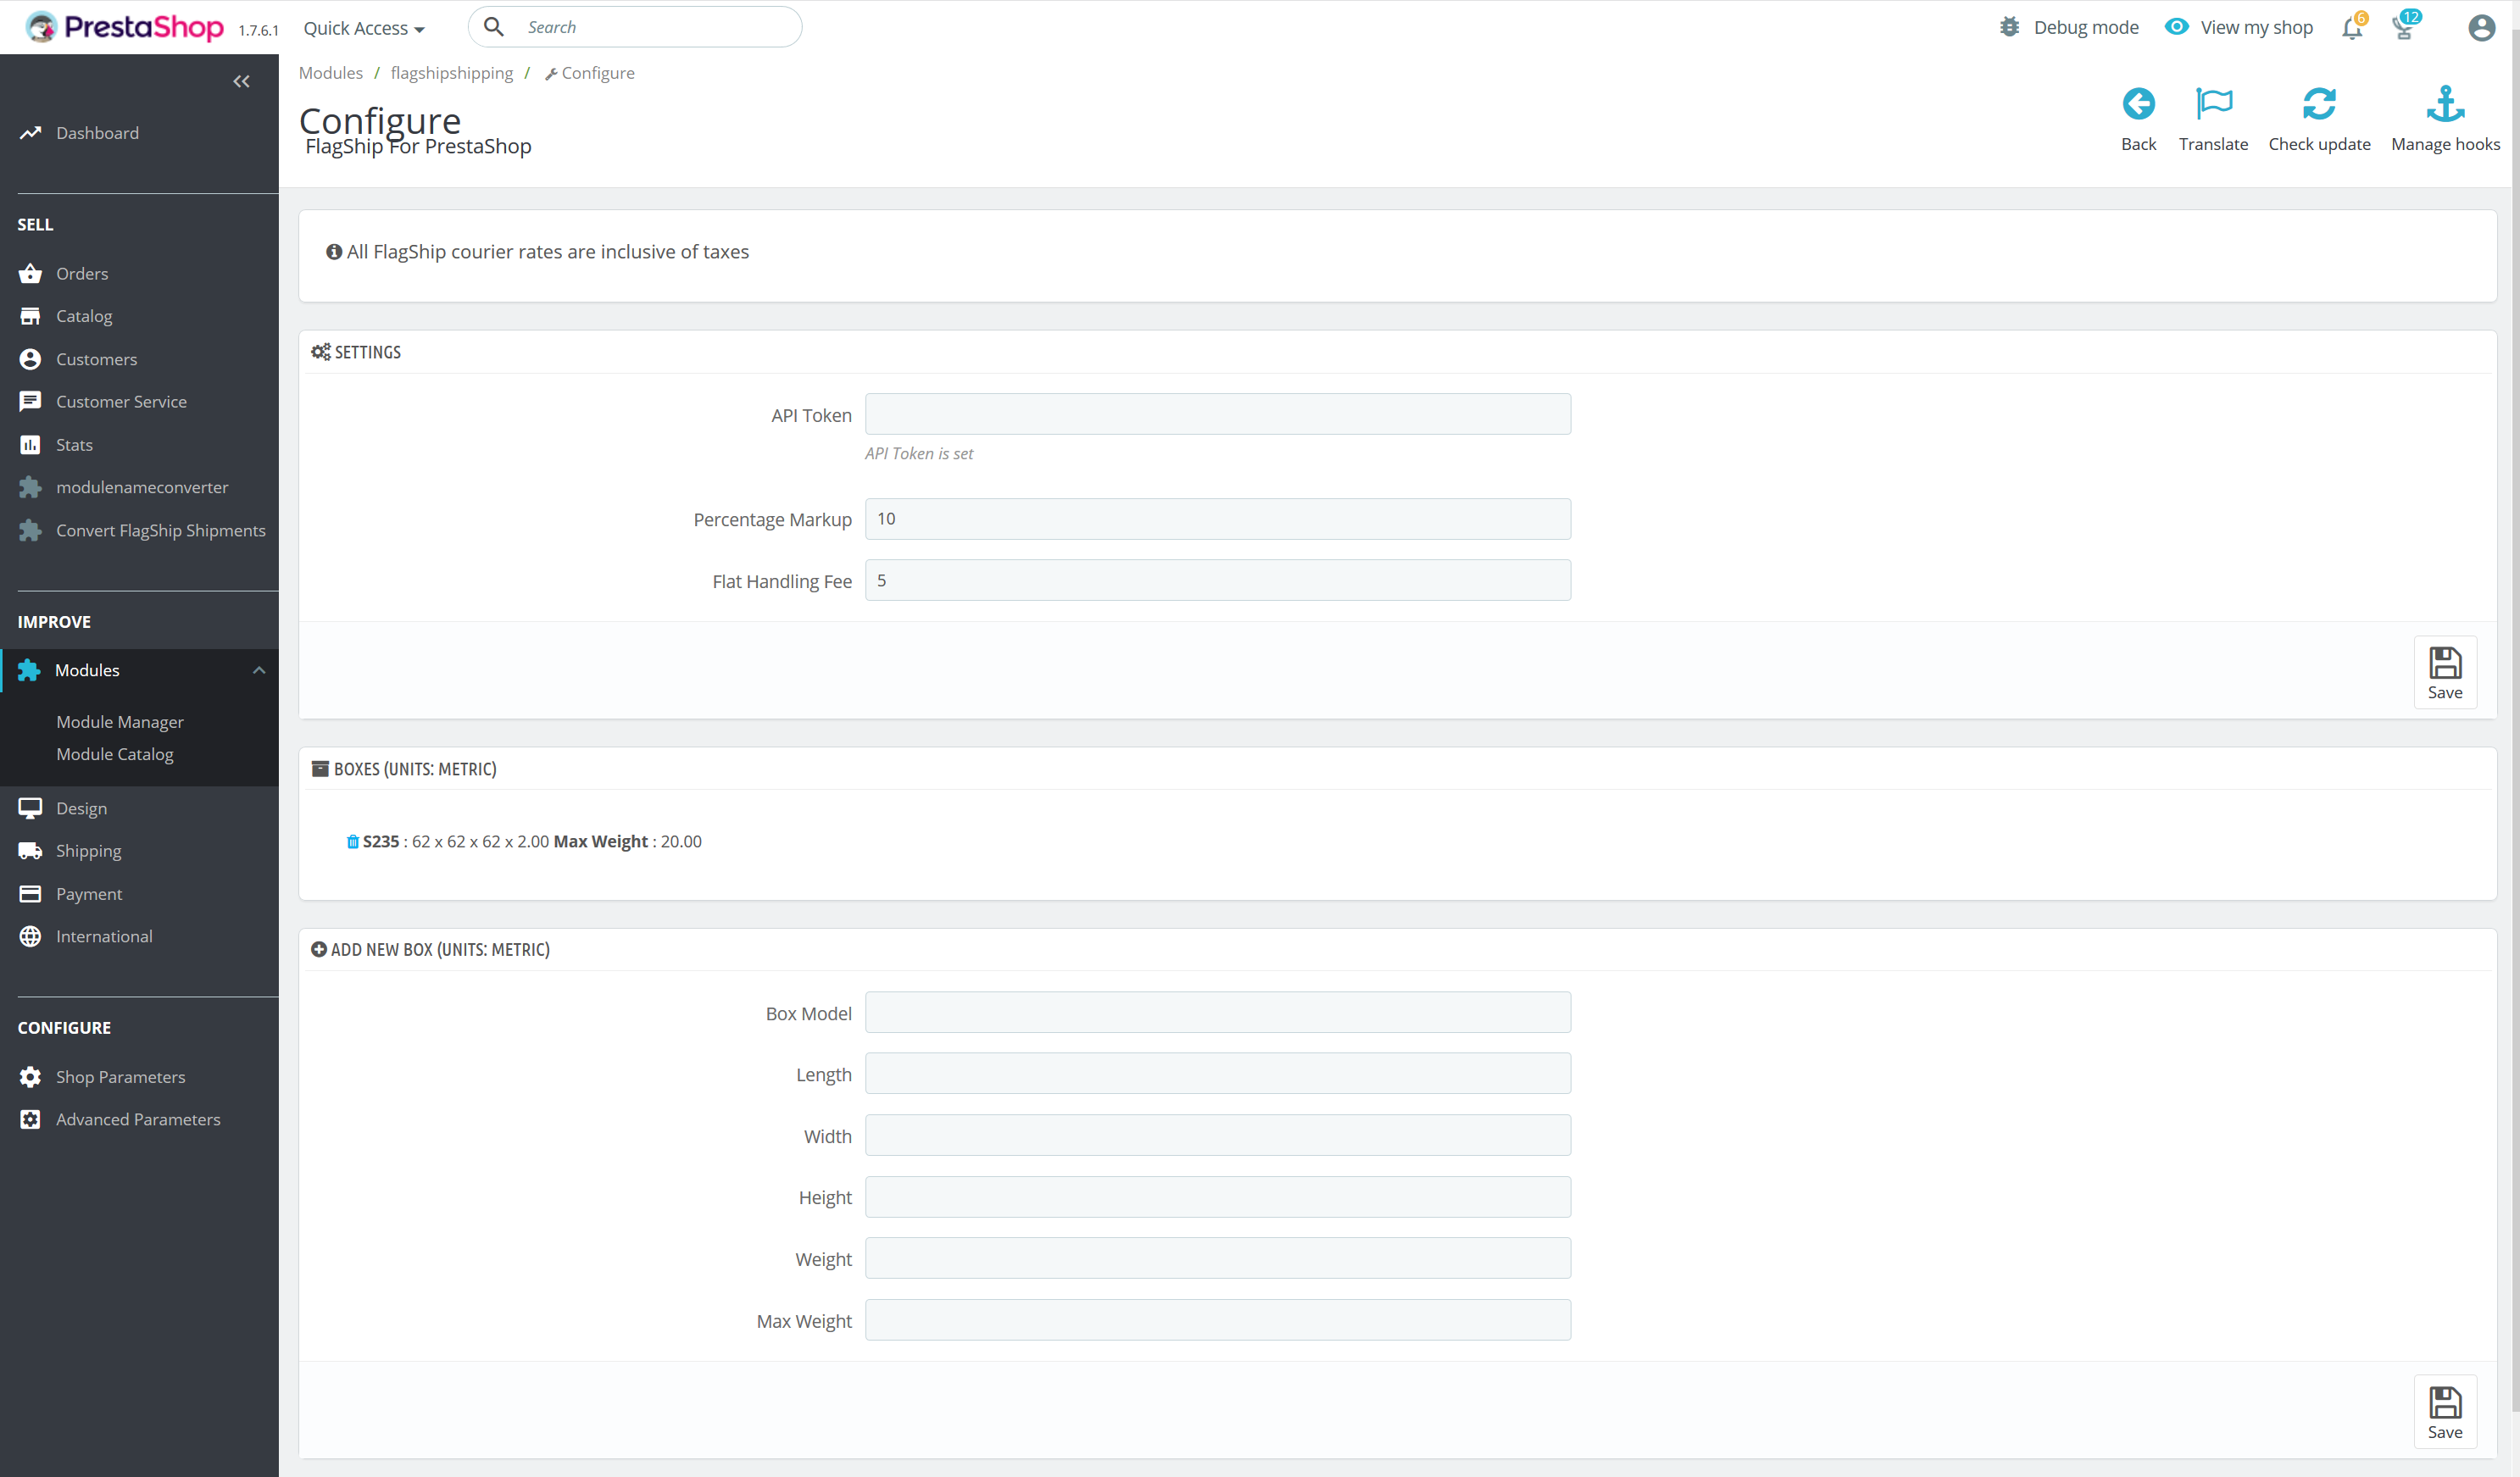 PrestaShop 1.7.6.1 Quick Access Search Debug mode View my shop 6 12
Modules / flagshipshipping / Configure
Configure
FlagShip For PrestaShop
Back Translate Check update Manage hooks
Dashboard
SELL
Orders
Catalog
Customers
Customer Service
Stats
modulenameconverter
Convert FlagShip Shipments
IMPROVE
Modules
Module Manager
Module Catalog
Design
Shipping
Payment
International
CONFIGURE
Shop Parameters
Advanced Parameters
All FlagShip courier rates are inclusive of taxes
SETTINGS
API Token
API Token is set
Percentage Markup 10
Flat Handling Fee 5
Save
BOXES (UNITS: METRIC)
S235 : 62 x 62 x 62 x 2.00 Max Weight : 20.00
ADD NEW BOX (UNITS: METRIC)
Box Model
Length
Width
Height
Weight
Max Weight
Save